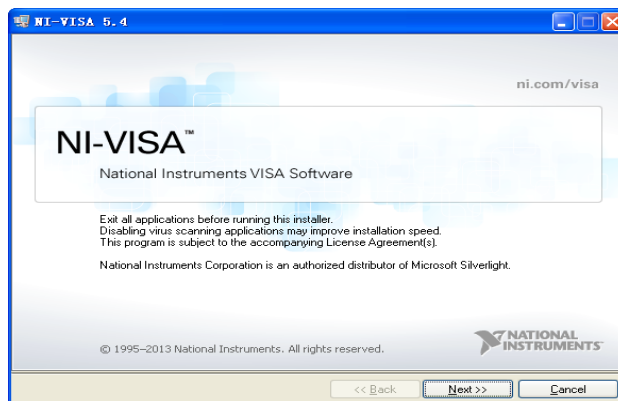 NI-VISA 5.4
ni.com/visa
NI-VISA™
National Instruments VISA Software
Exit all applications before running this installer.
Disabling virus scanning applications may improve installation speed.
This program is subject to the accompanying License Agreement(s).
National Instruments Corporation is an authorized distributor of Microsoft Silverlight.
© 1995–2013 National Instruments. All rights reserved.
NATIONAL
INSTRUMENTS
<< Back Next >> Cancel